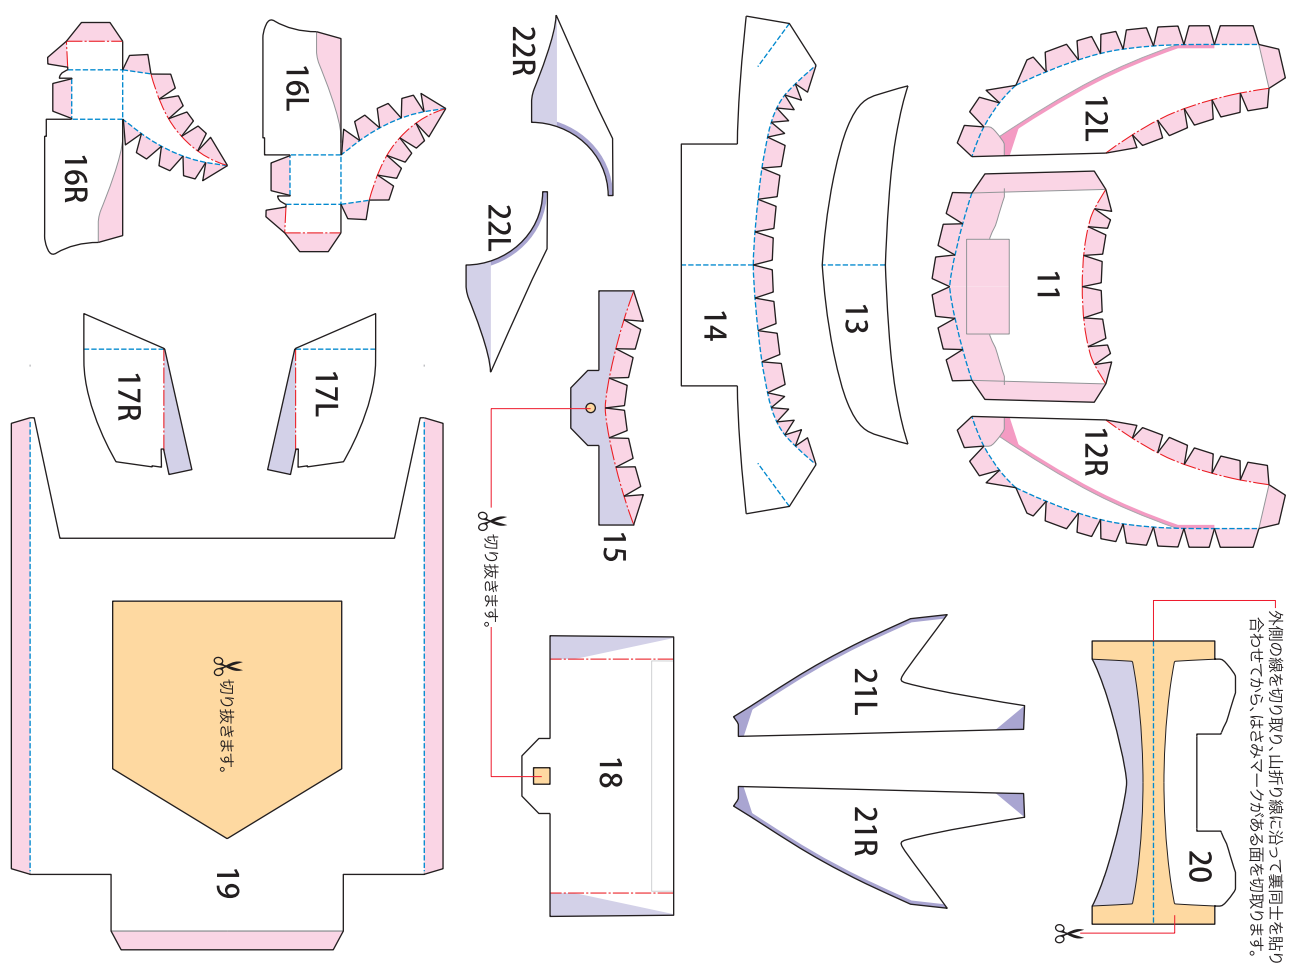 12L
11
12R
13
14
22R
22L
16L
16R
17R
17L
15
✂切り抜きます。
18
✂切り抜きます。
19
21L
21R
20
外側の線を切り取り、山折り線に沿って裏同士を貼り
合わせてから、はさみマークがある面を切取ります。